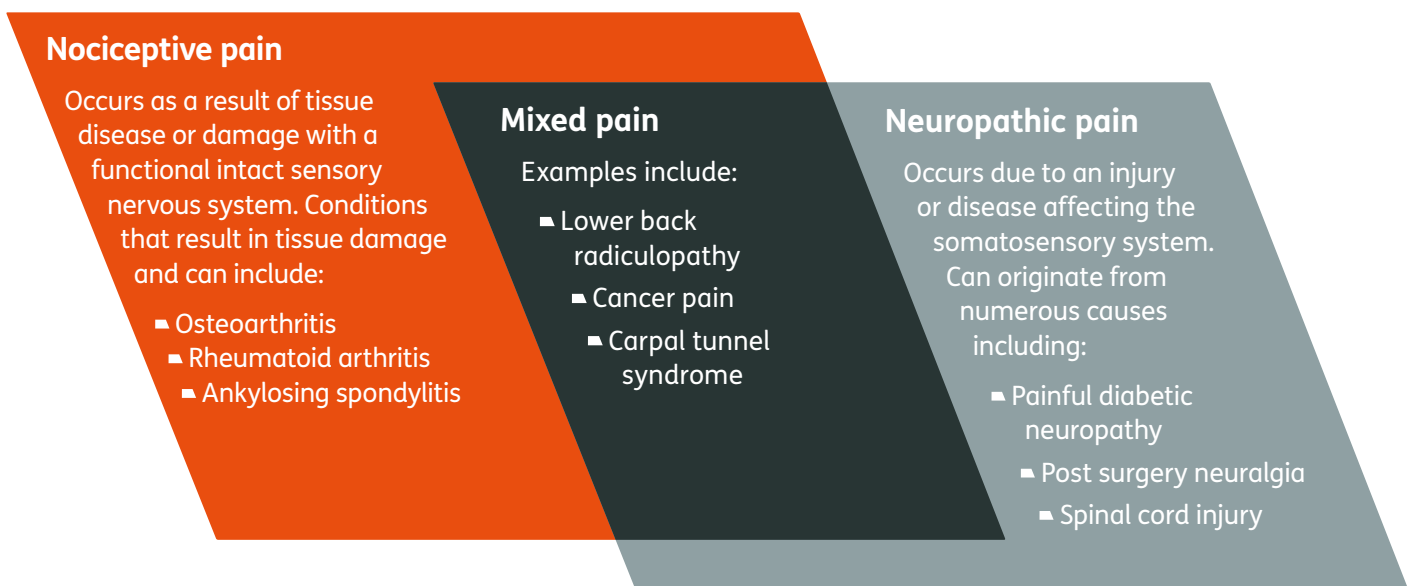 Nociceptive pain
Occurs as a result of tissue
disease or damage with a
functional intact sensory
nervous system. Conditions
that result in tissue damage
and can include:
Osteoarthritis
Rheumatoid arthritis
Ankylosing spondylitis
Mixed pain
Examples include:
Lower back
radiculopathy
Cancer pain
Carpal tunnel
syndrome
Neuropathic pain
Occurs due to an injury
or disease affecting the
somatosensory system.
Can originate from
numerous causes
including:
Painful diabetic
neuropathy
Post surgery neuralgia
Spinal cord injury